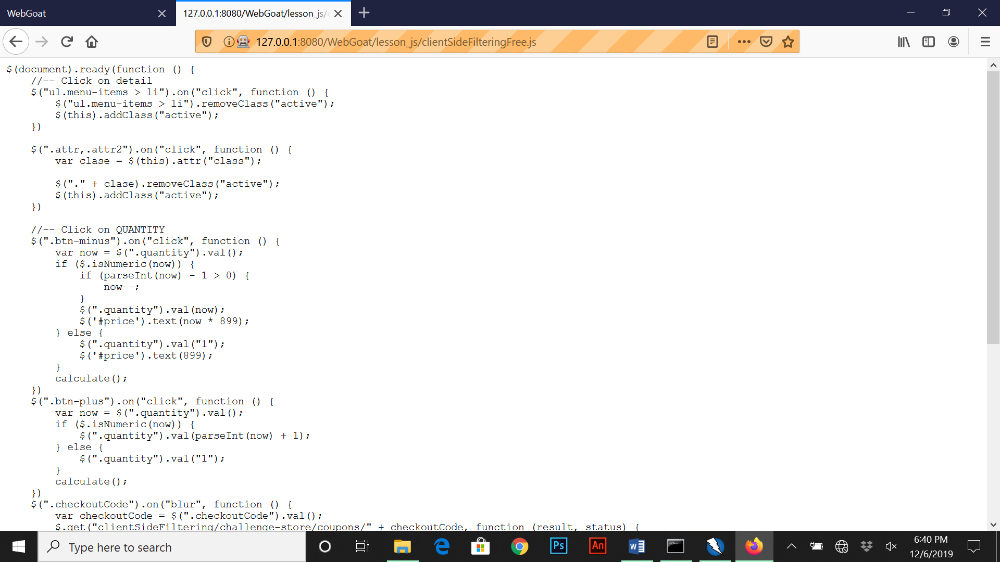 WebGoat
127.0.0.1:8080/WebGoat/lesson_js/
127.0.0.1:8080/WebGoat/lesson_js/clientSideFilteringFree.js
$(document).ready(function () {
    //-- Click on detail
    $("ul.menu-items > li").on("click", function () {
        $("ul.menu-items > li").removeClass("active");
        $(this).addClass("active");
    })

    $(".attr,.attr2").on("click", function () {
        var clase = $(this).attr("class");

        $("." + clase).removeClass("active");
        $(this).addClass("active");
    })

    //-- Click on QUANTITY
    $(".btn-minus").on("click", function () {
        var now = $(".quantity").val();
        if ($.isNumeric(now)) {
            if (parseInt(now) - 1 > 0) {
                now--;
            }
            $(".quantity").val(now);
            $('#price').text(now * 899);
        } else {
            $(".quantity").val("1");
            $('#price').text(899);
        }
        calculate();
    })
    $(".btn-plus").on("click", function () {
        var now = $(".quantity").val();
        if ($.isNumeric(now)) {
            $(".quantity").val(parseInt(now) + 1);
        } else {
            $(".quantity").val("1");
        }
        calculate();
    })
    $(".checkoutCode").on("blur", function () {
        var checkoutCode = $(".checkoutCode").val();
        $.get("clientSideFiltering/challenge-store/coupons/" + checkoutCode, function (result, status) {
Type here to search
Ps
An
6:40 PM
12/6/2019